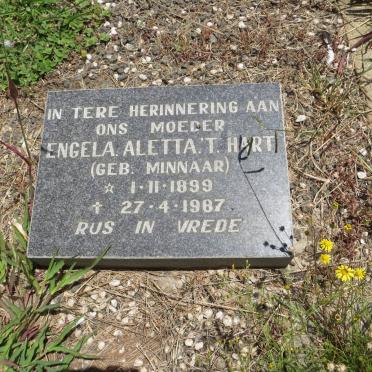 IN TERE HERINNERING AAN
ONS MOEDER
ENGELA. ALETTA. T. HURT
(GEB. MINNAAR)
☆ 1·11·1899
✝ 27·4·1987
RUS IN VREDE